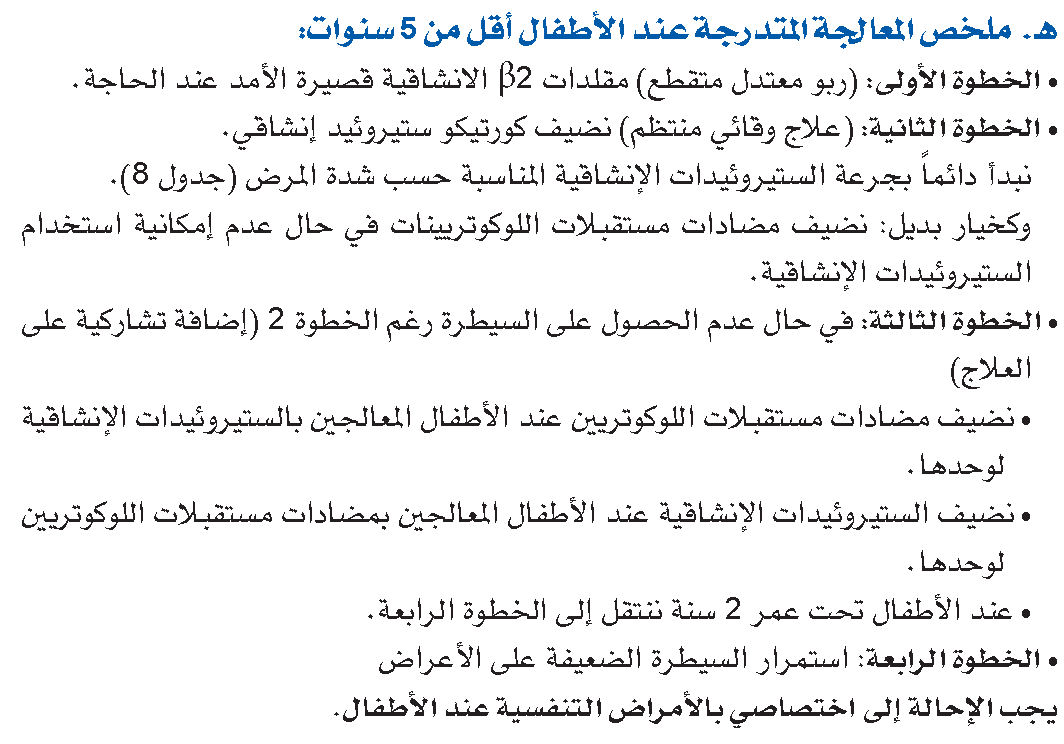 هـ. ملخص المعالجة المتدرجة عند الأطفال أقل من 5 سنوات:
• الخطوة الأولى: (ربو معتدل متقطع) مقلدات β2 الانشاقية قصيرة الأمد عند الحاجة.
• الخطوة الثانية: (علاج وقائي منتظم) نضيف كورتيكو ستيروئيد إنشاقي.
نبدأ دائماً بجرعة الستيروئيدات الإنشاقية المناسبة حسب شدة المرض (جدول 8).
وكخيار بديل: نضيف مضادات مستقبلات اللوكوتريينات في حال عدم إمكانية استخدام
الستيروئيدات الإنشاقية.
• الخطوة الثالثة: في حال عدم الحصول على السيطرة رغم الخطوة 2 (إضافة تشاركية على
العلاج)
• نضيف مضادات مستقبلات اللوكوتريين عند الأطفال المعالجين بالستيروئيدات الإنشاقية
لوحدها.
• نضيف الستيروئيدات الإنشاقية عند الأطفال المعالجين بمضادات مستقبلات اللوكوتريين
لوحدها.
• عند الأطفال تحت عمر 2 سنة ننتقل إلى الخطوة الرابعة.
• الخطوة الرابعة: استمرار السيطرة الضعيفة على الأعراض
يجب الإحالة إلى اختصاصي بالأمراض التنفسية عند الأطفال.